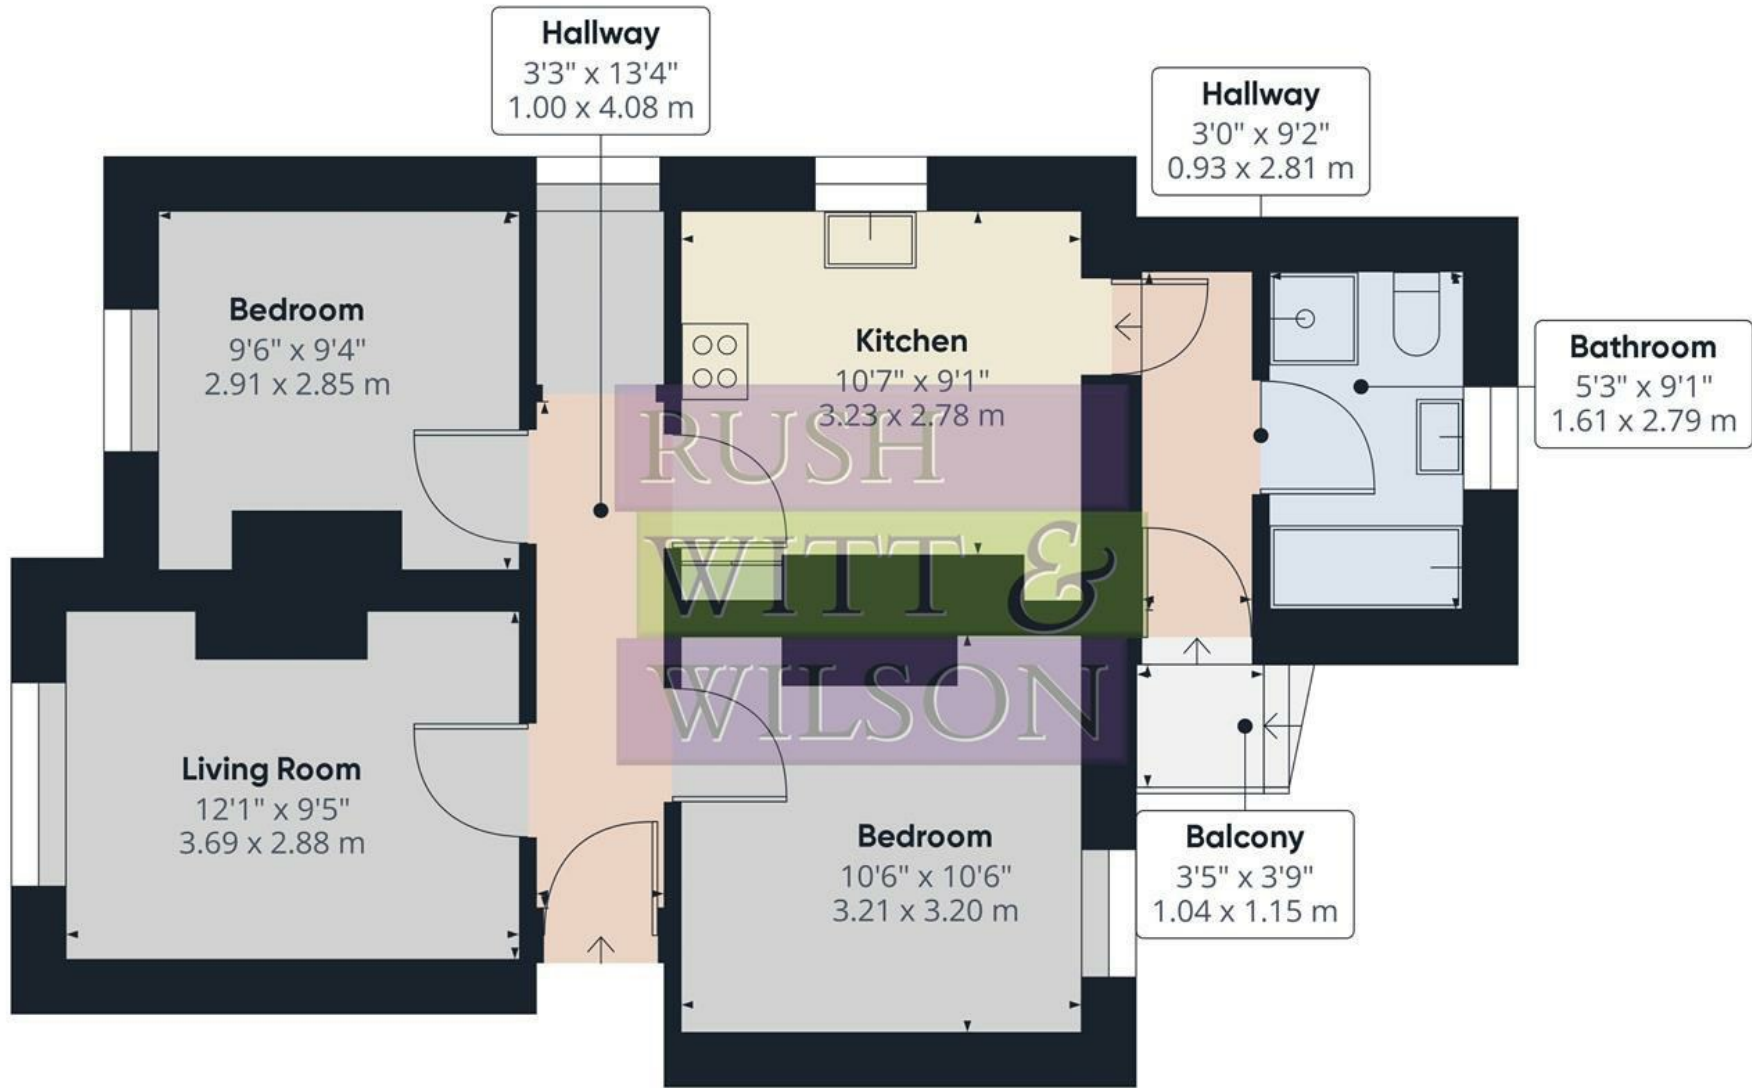 Hallway
3'3" x 13'4"
1.00 x 4.08 m
Hallway
3'0" x 9'2"
0.93 x 2.81 m
Bedroom
9'6" x 9'4"
2.91 x 2.85 m
Kitchen
10'7" x 9'1"
3.23 x 2.78 m
Bathroom
5'3" x 9'1"
1.61 x 2.79 m
RUSH
WITT &
WILSON
Living Room
12'1" x 9'5"
3.69 x 2.88 m
Bedroom
10'6" x 10'6"
3.21 x 3.20 m
Balcony
3'5" x 3'9"
1.04 x 1.15 m